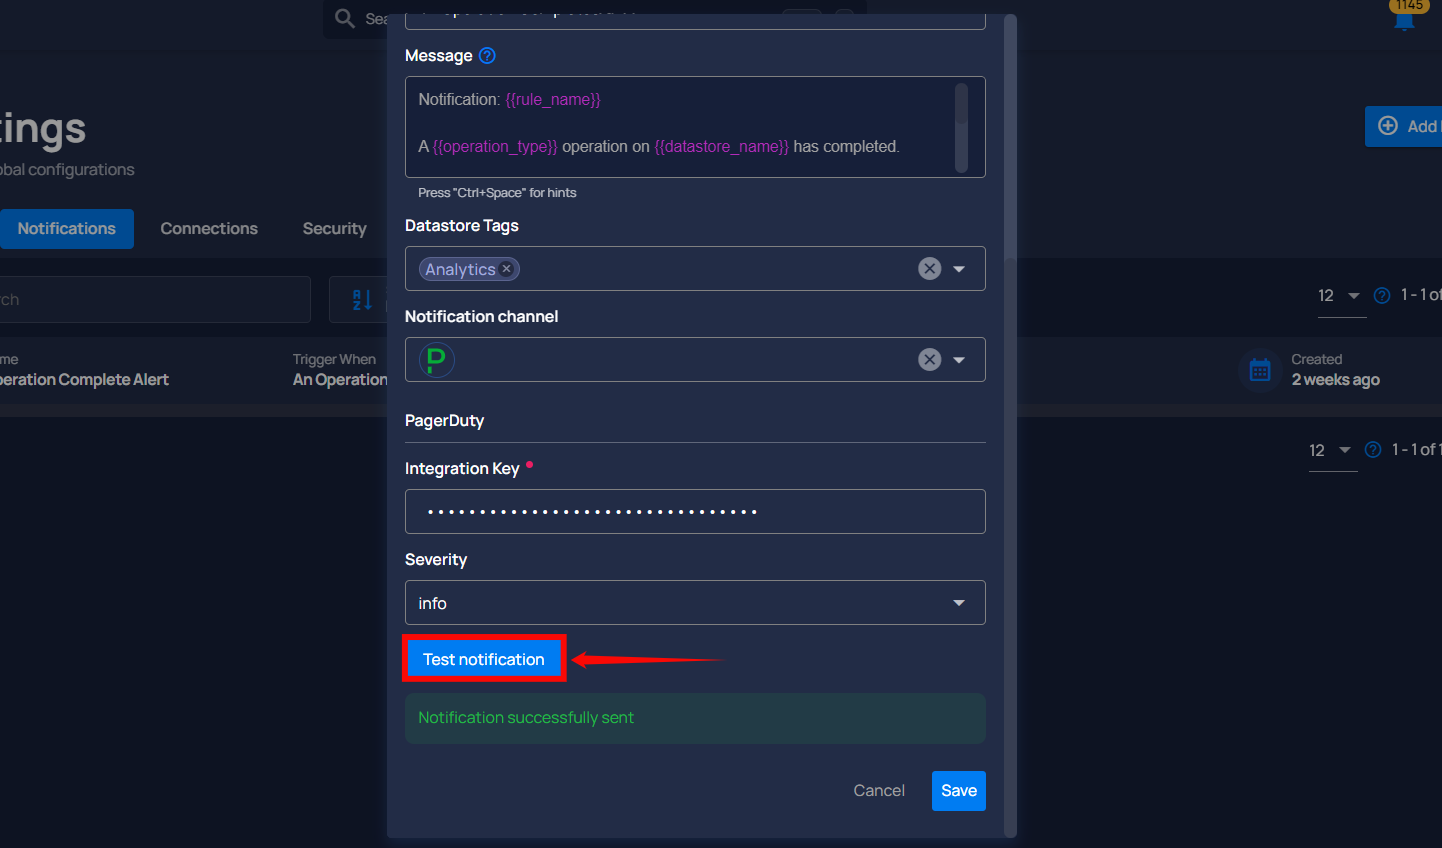 1145
Sea
Message
Notification: {{rule_name}}
A {{operation_type}} operation on {{datastore_name}} has completed.
Press "Ctrl+Space" for hints
tings
obal configurations
Add
Notifications
Connections
Security
Datastore Tags
Analytics
rch
12
1 - 1 of
Notification channel
P
me
peration Complete Alert
Trigger When
An Operation
Created
2 weeks ago
PagerDuty
12
1 - 1 of 1
Integration Key
Severity
info
Test notification
Notification successfully sent
Cancel
Save